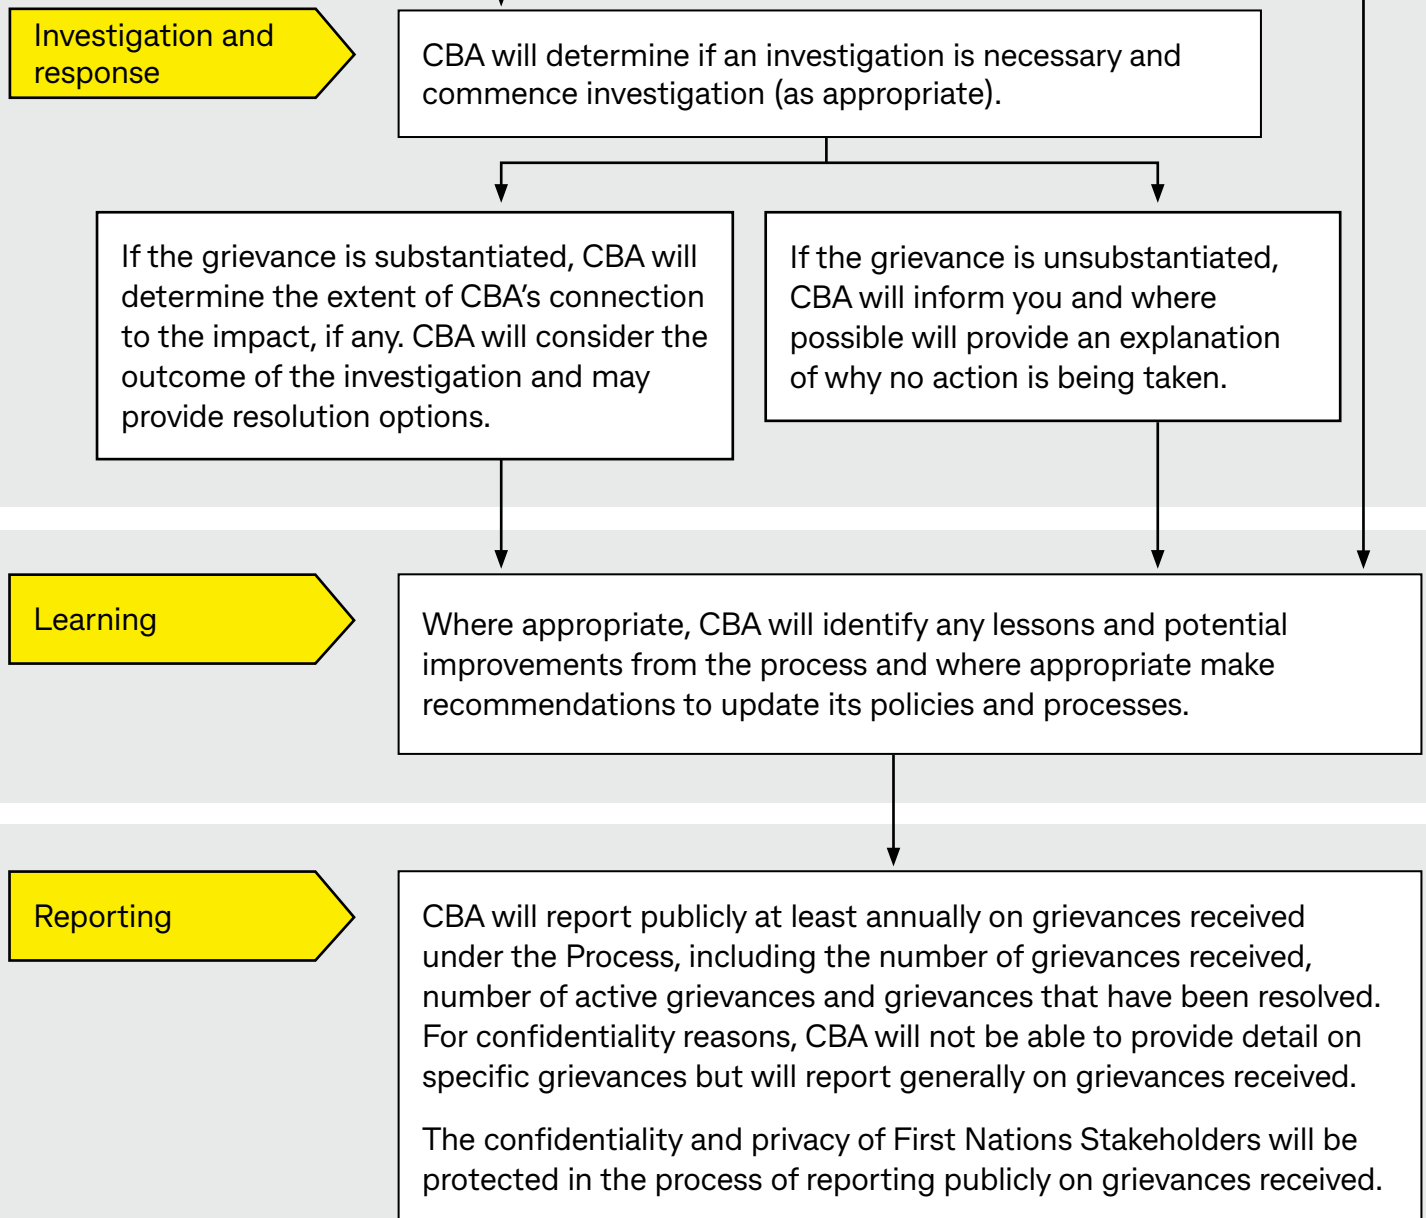 Investigation and
response
CBA will determine if an investigation is necessary and
commence investigation (as appropriate).
If the grievance is substantiated, CBA will
determine the extent of CBA’s connection
to the impact, if any. CBA will consider the
outcome of the investigation and may
provide resolution options.
If the grievance is unsubstantiated,
CBA will inform you and where
possible will provide an explanation
of why no action is being taken.
Learning
Where appropriate, CBA will identify any lessons and potential
improvements from the process and where appropriate make
recommendations to update its policies and processes.
Reporting
CBA will report publicly at least annually on grievances received
under the Process, including the number of grievances received,
number of active grievances and grievances that have been resolved.
For confidentiality reasons, CBA will not be able to provide detail on
specific grievances but will report generally on grievances received.
The confidentiality and privacy of First Nations Stakeholders will be
protected in the process of reporting publicly on grievances received.